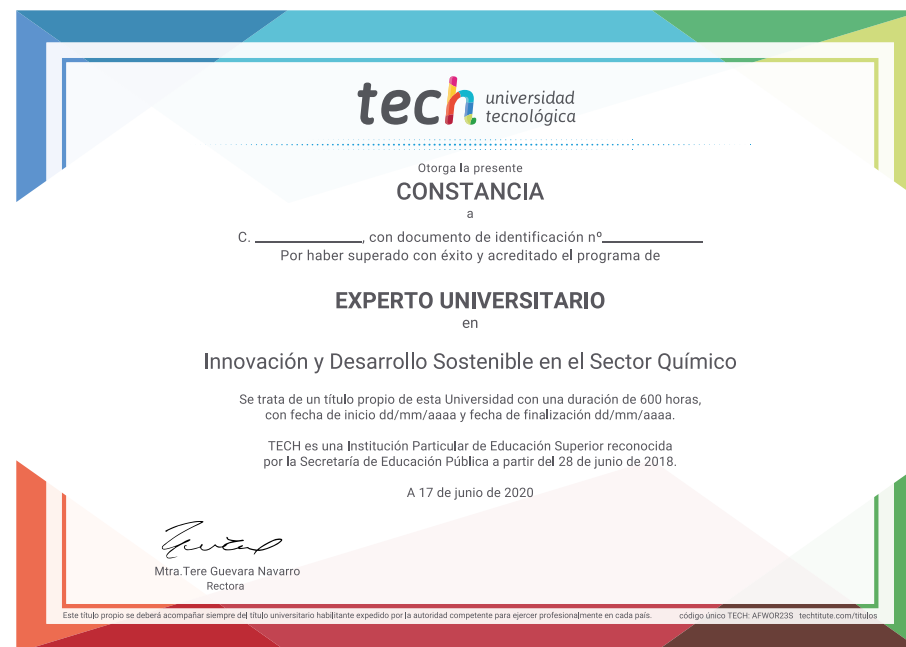 tech universidad
tecnológica
Otorga la presente
CONSTANCIA
a
C. ____________, con documento de identificación nº____________
Por haber superado con éxito y acreditado el programa de
EXPERTO UNIVERSITARIO
en
Innovación y Desarrollo Sostenible en el Sector Químico
Se trata de un título propio de esta Universidad con una duración de 600 horas,
con fecha de inicio dd/mm/aaaa y fecha de finalización dd/mm/aaaa.
TECH es una Institución Particular de Educación Superior reconocida
por la Secretaría de Educación Pública a partir del 28 de junio de 2018.
A 17 de junio de 2020
Mtra.Tere Guevara Navarro
Rectora
Este título propio se deberá acompañar siempre del título universitario habilitante expedido por la autoridad competente para ejercer profesionalmente en cada país. código único TECH: AFWOR23S techtitute.com/titulos